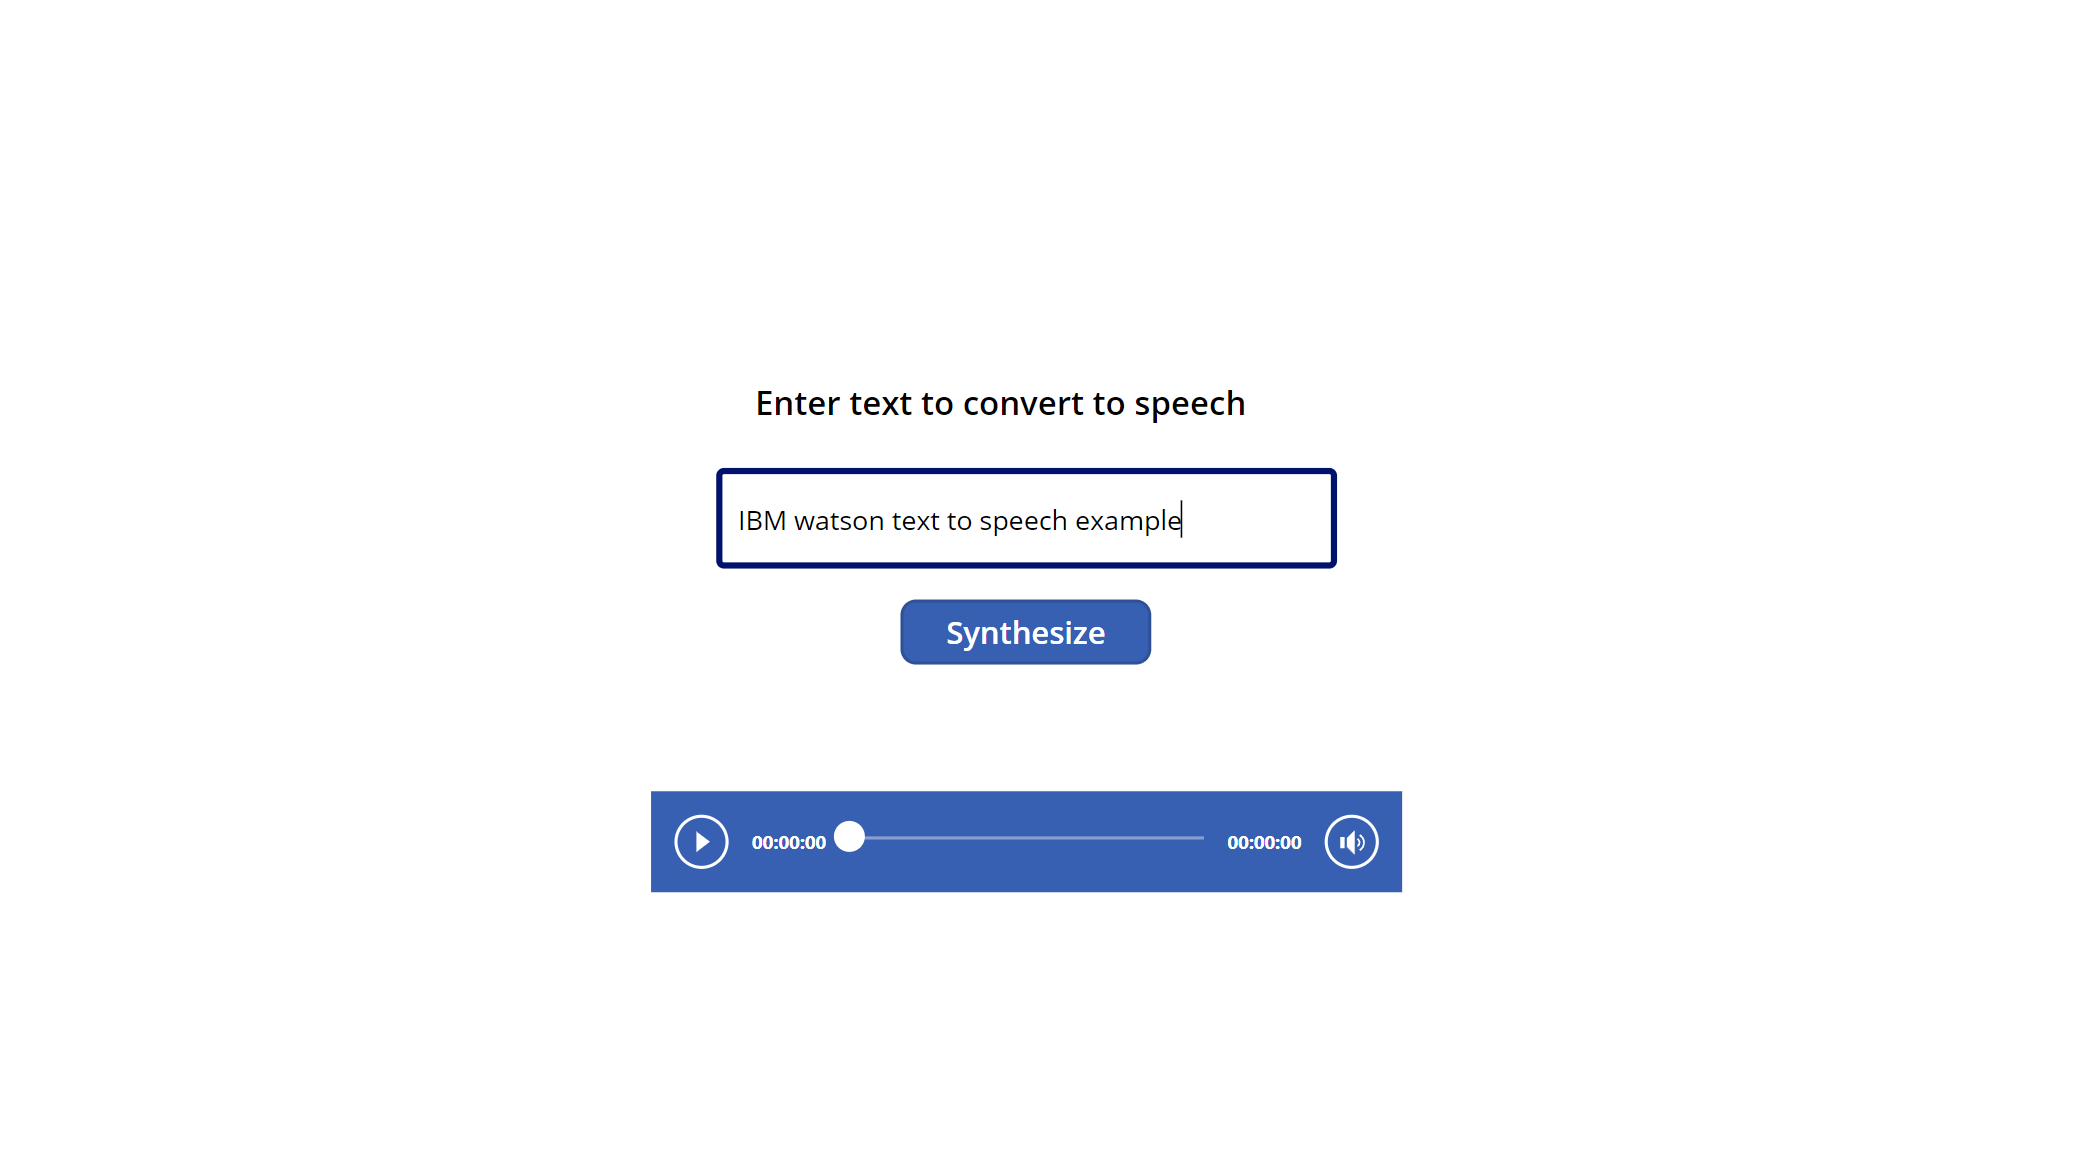 Enter text to convert to speech
IBM watson text to speech example
Synthesize
00:00:00 00:00:00